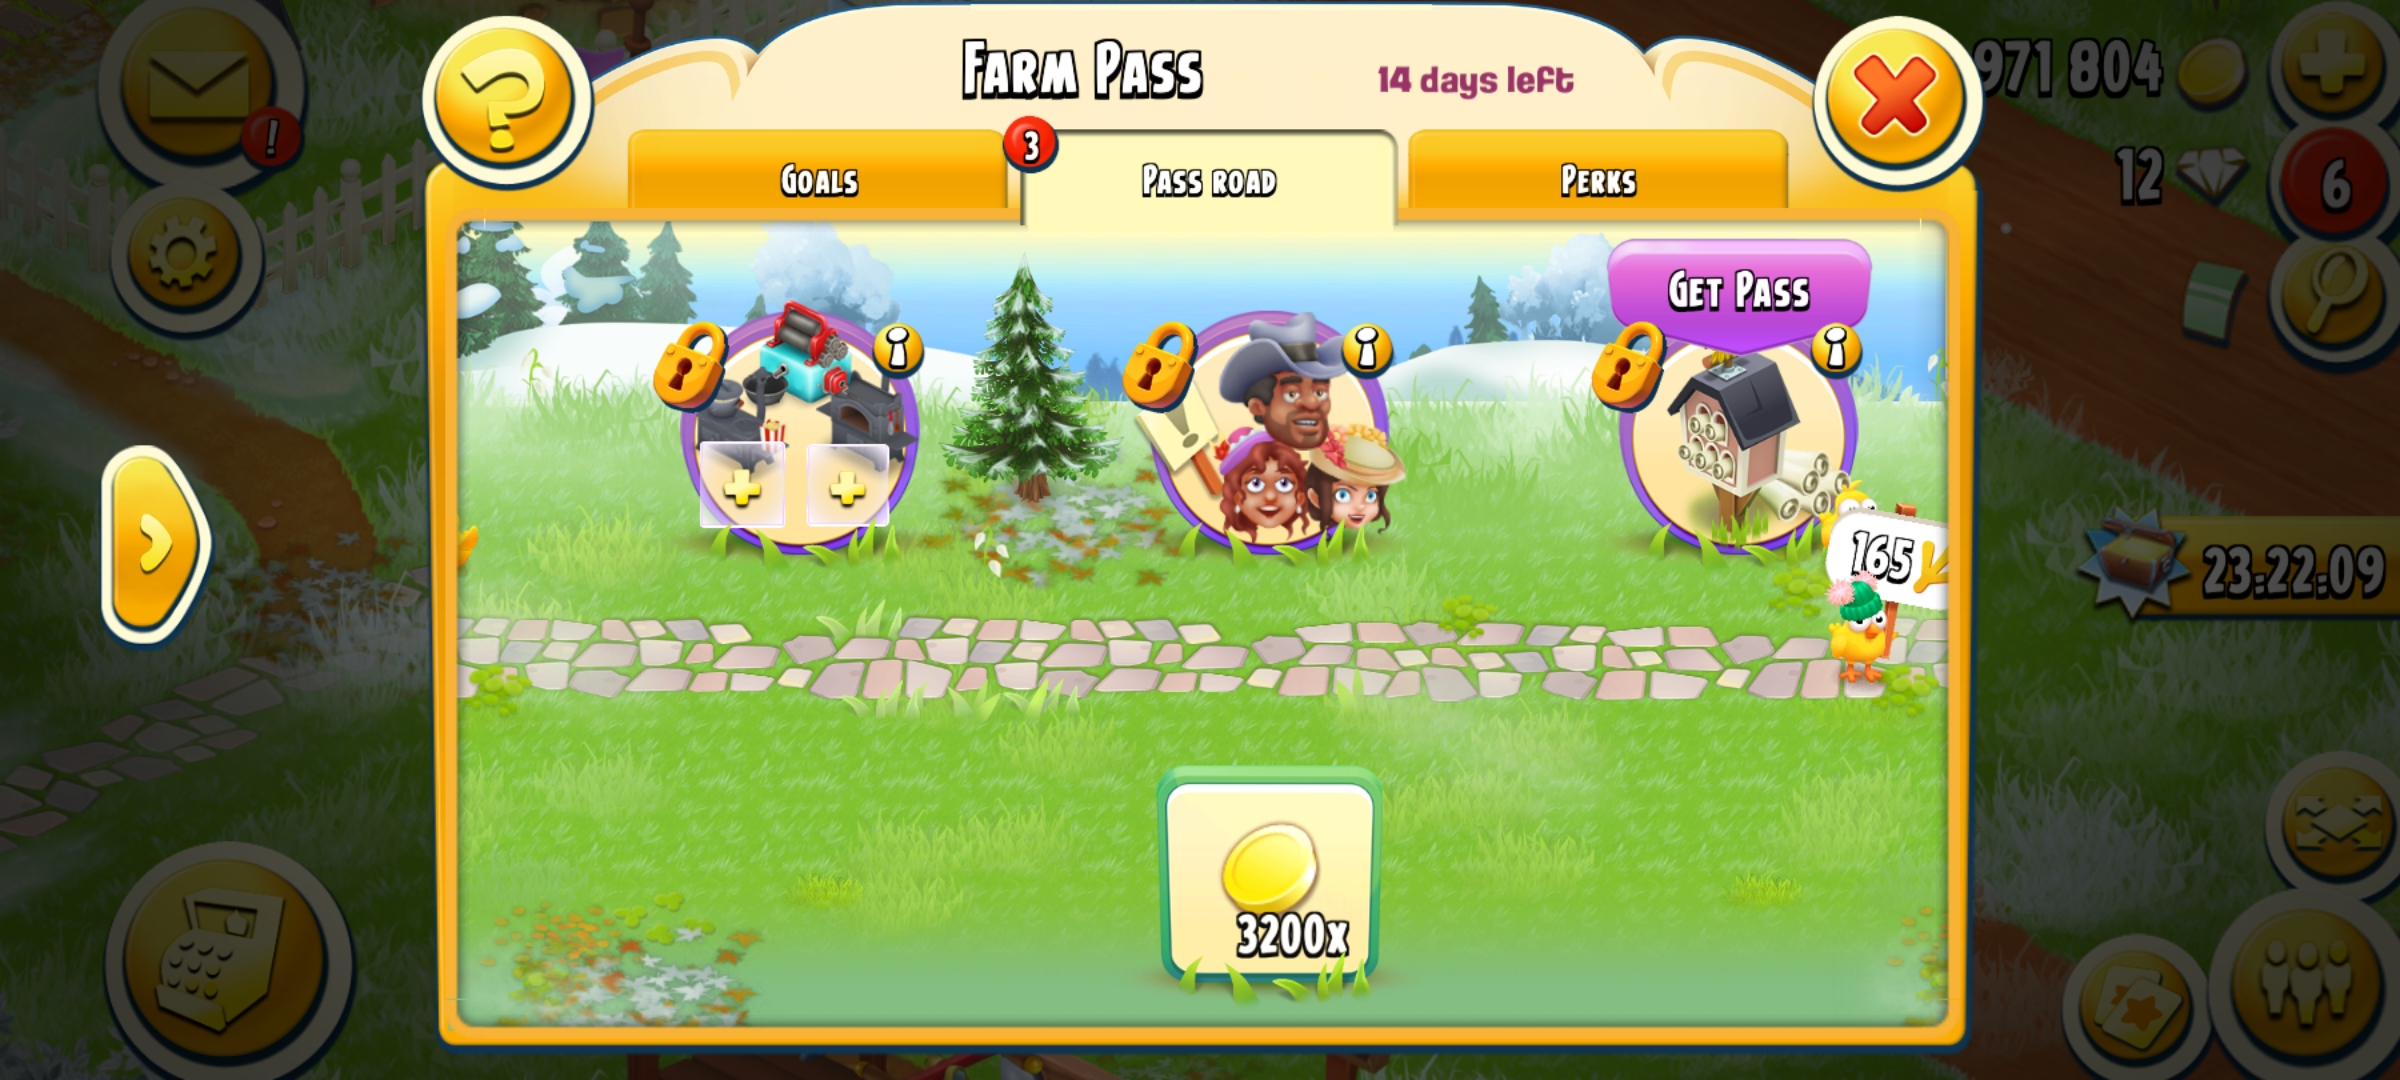 FARM PASS
14 days left
971 804
3
GOALS
PASS ROAD
PERKS
12
6
GET PASS
165
23:22:09
3200x